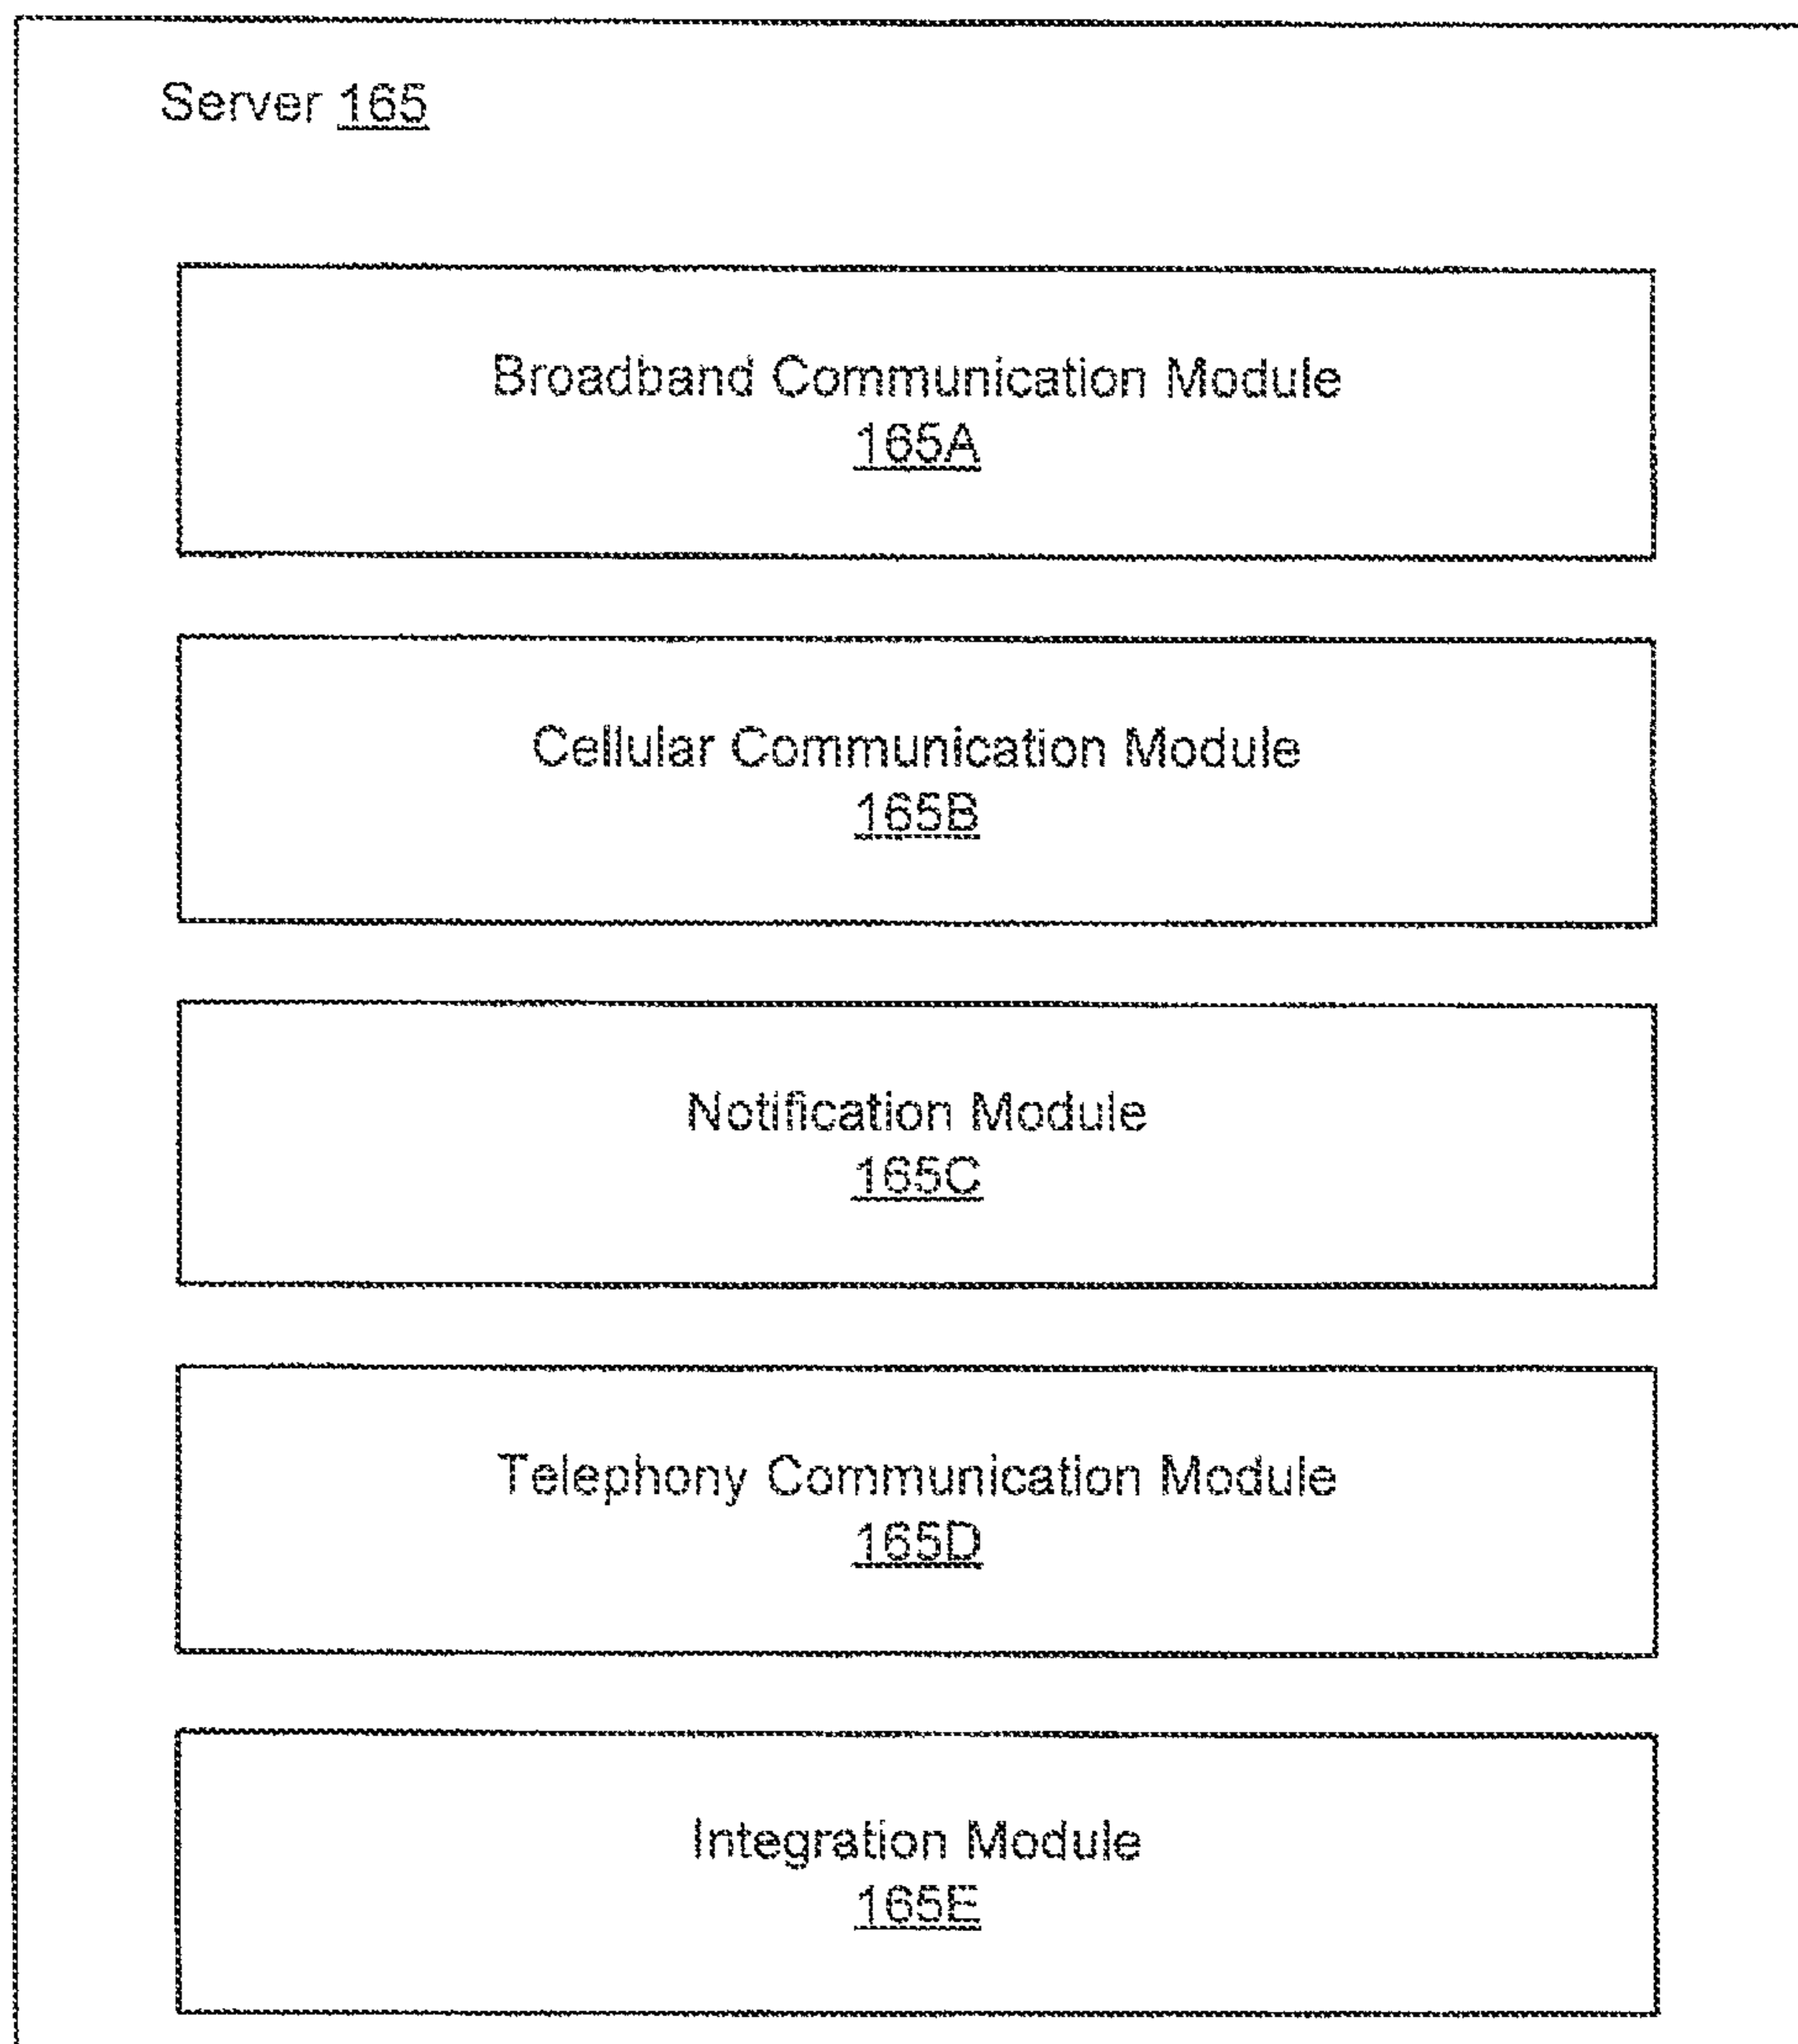 Server 165
Broadband Communication Module
165A
Cellular Communication Module
165B
Notification Module
165C
Telephony Communication Module
165D
Integration Module
165E